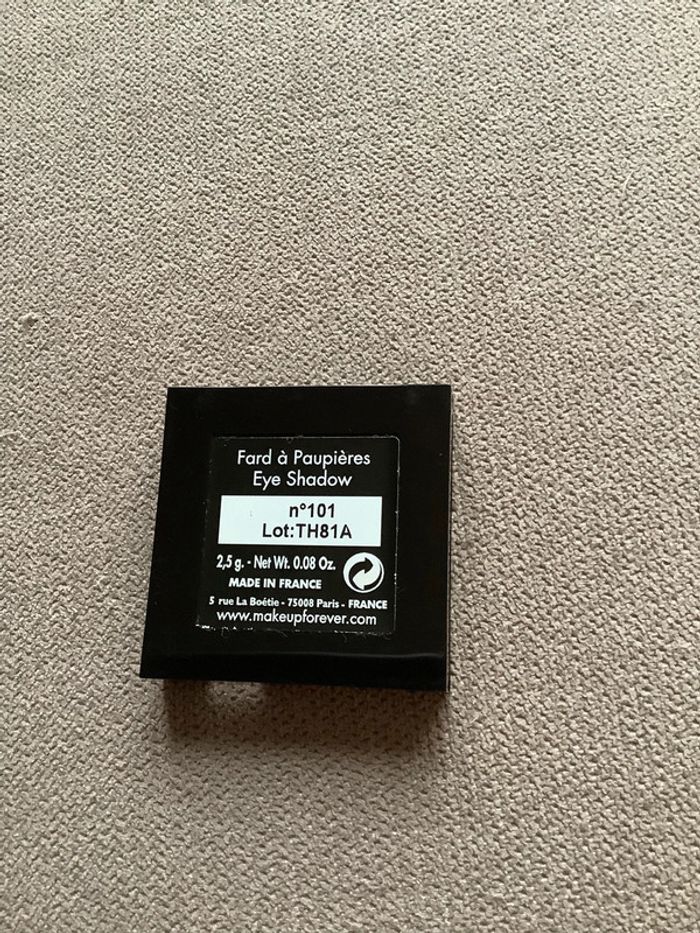 Fard à Paupières
Eye Shadow
n°101
Lot:TH81A
2,5 g. - Net Wt. 0.08 Oz.
MADE IN FRANCE
5 rue La Boétie - 75008 Paris - FRANCE
www.makeupforever.com